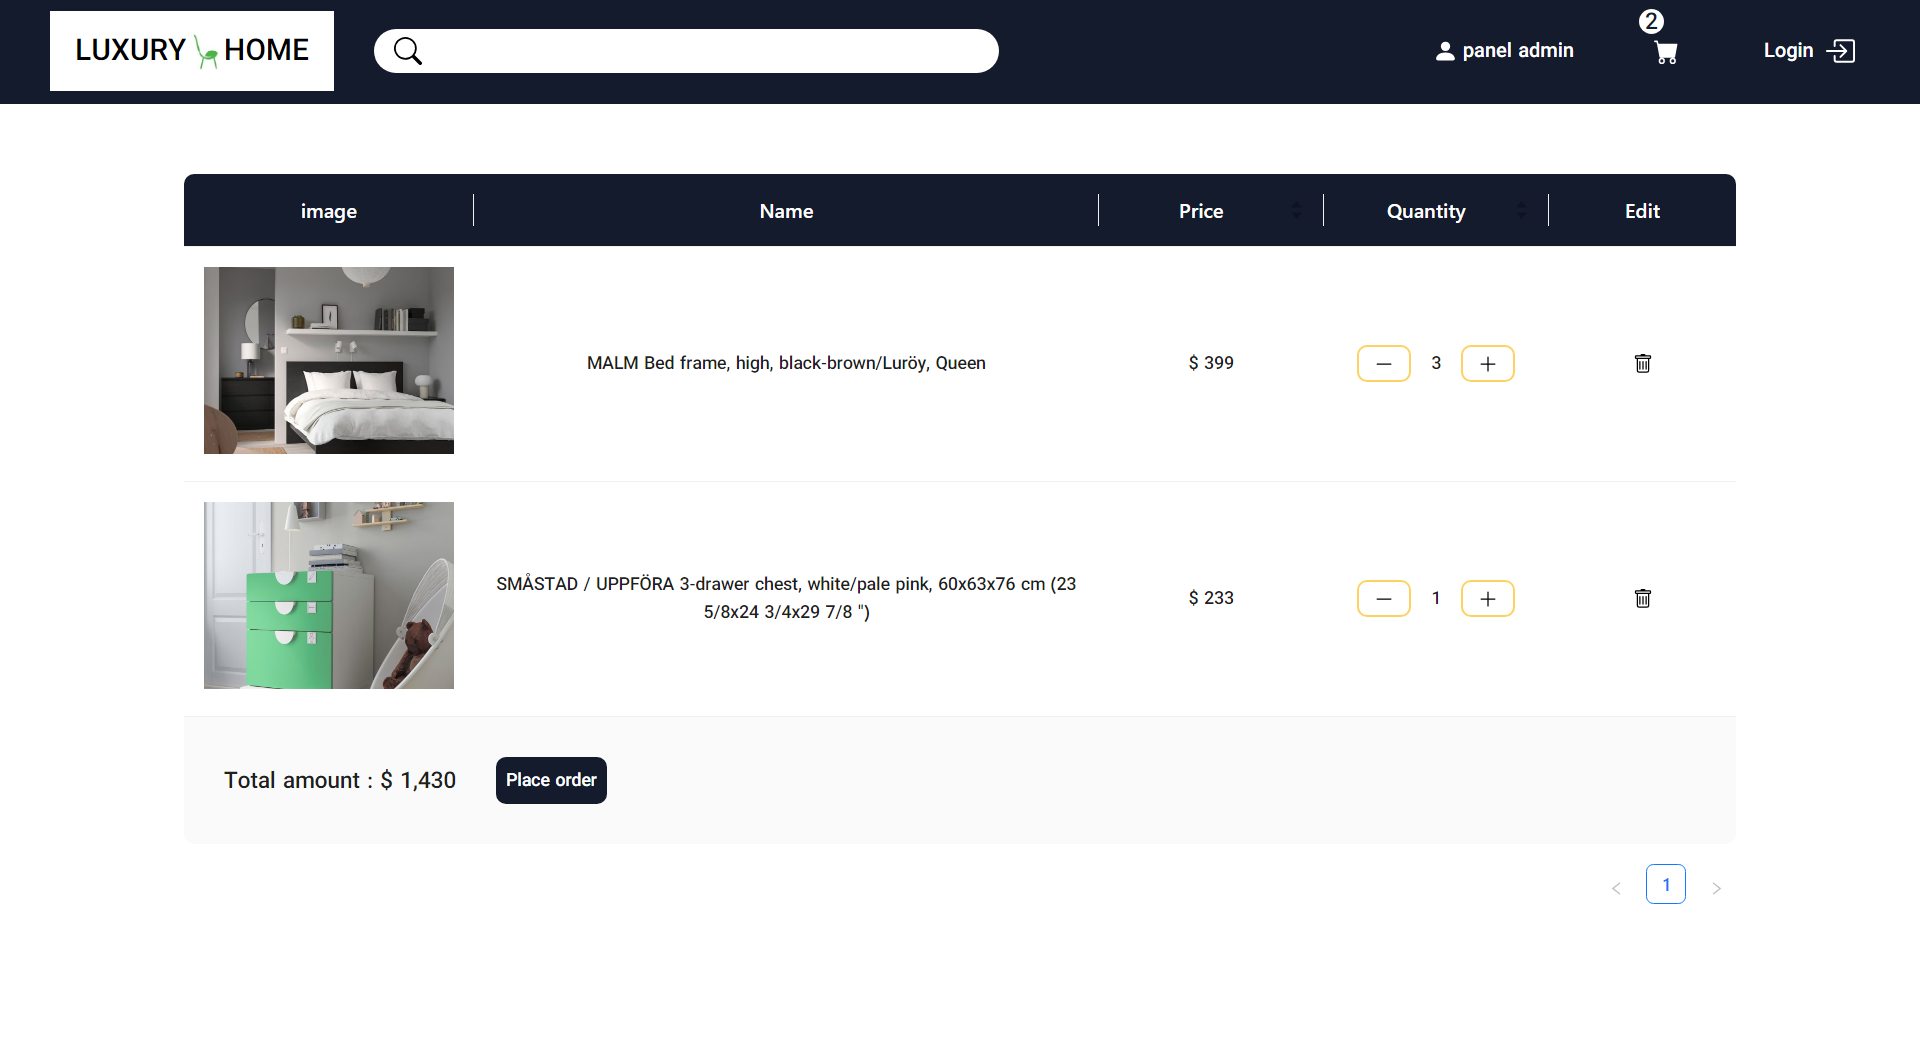 LUXURY HOME
panel admin
2
Login
image Name Price Quantity Edit
MALM Bed frame, high, black-brown/Luröy, Queen
$ 399
3
SMÅSTAD / UPPFÖRA 3-drawer chest, white/pale pink, 60x63x76 cm (23
5/8x24 3/4x29 7/8 ")
$ 233
1
Total amount : $ 1,430
Place order
< 1 >